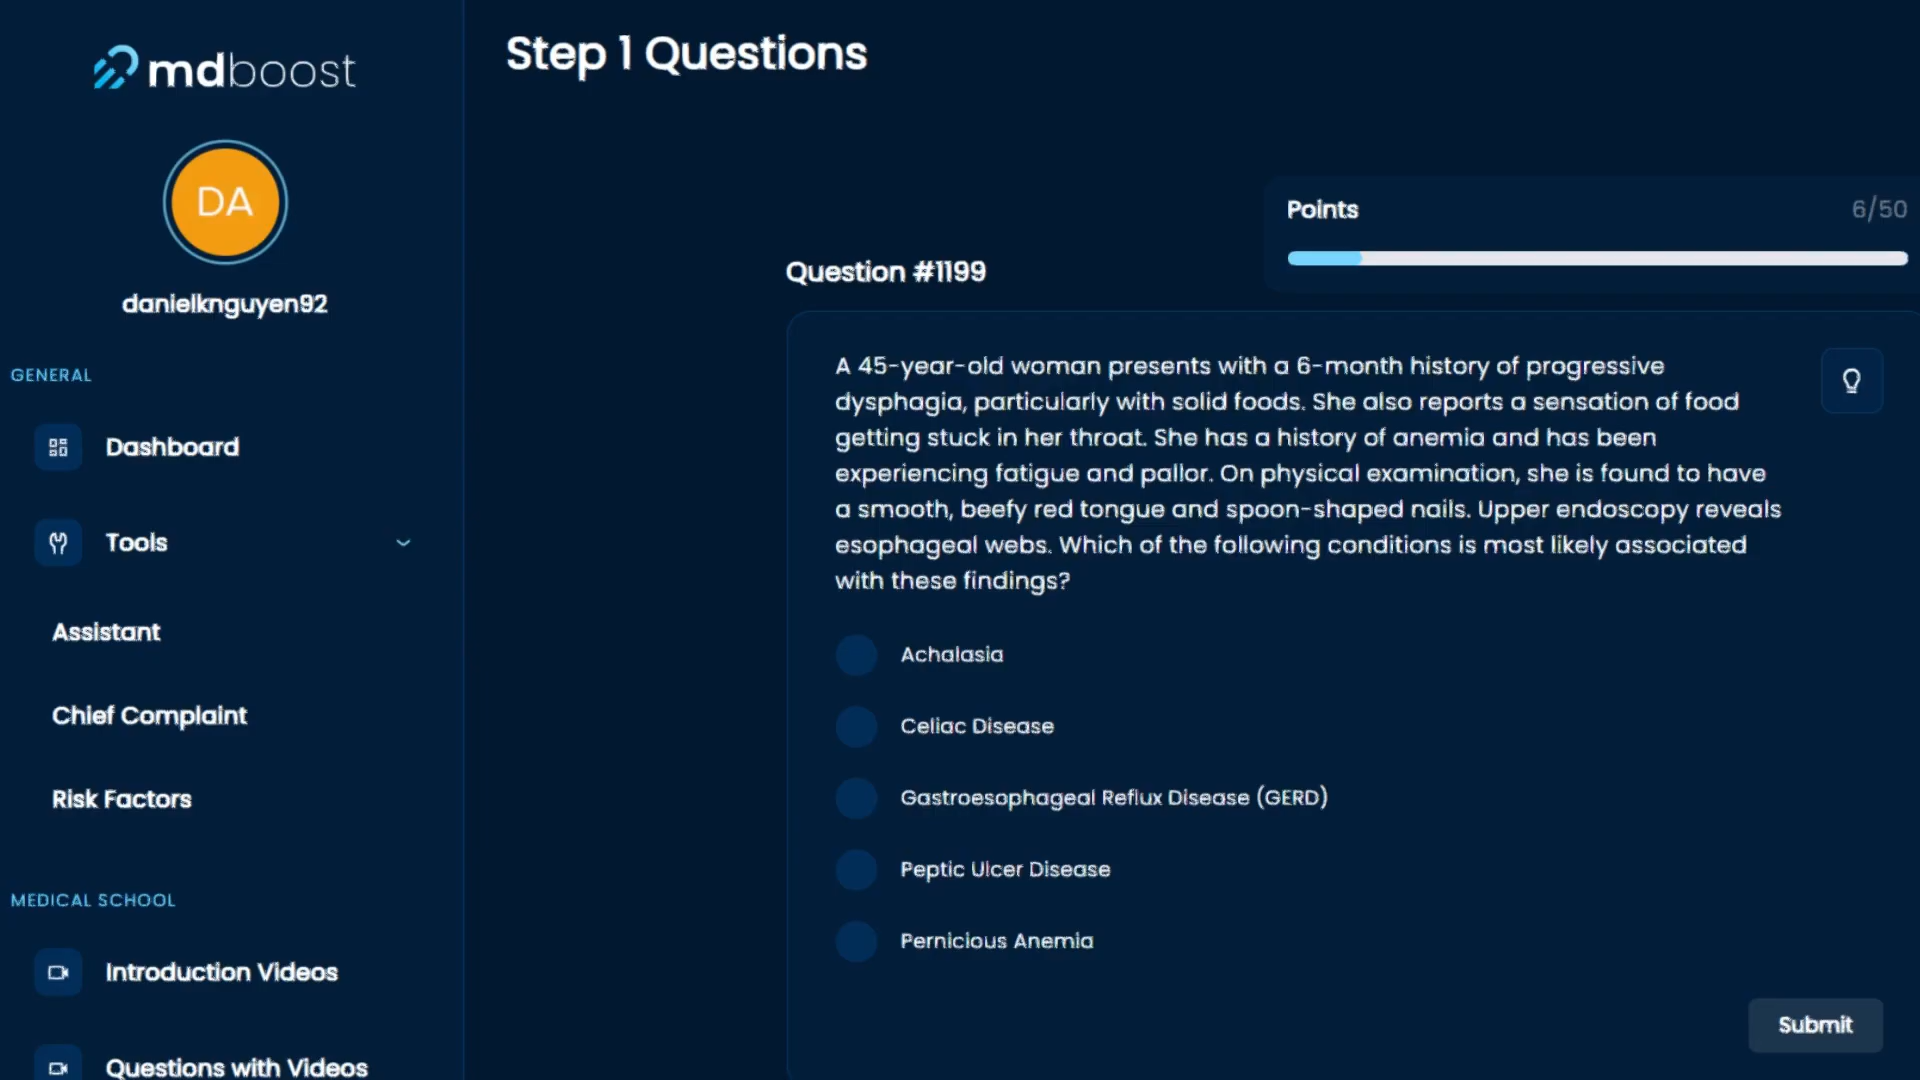 mdboost
DA
danielknguyen92
GENERAL
Dashboard
Tools
Assistant
Chief Complaint
Risk Factors
MEDICAL SCHOOL
Introduction Videos
Questions with Videos
Step 1 Questions
Points
6/50
Question #1199
A 45-year-old woman presents with a 6-month history of progressive
dysphagia, particularly with solid foods. She also reports a sensation of food
getting stuck in her throat. She has a history of anemia and has been
experiencing fatigue and pallor. On physical examination, she is found to have
a smooth, beefy red tongue and spoon-shaped nails. Upper endoscopy reveals
esophageal webs. Which of the following conditions is most likely associated
with these findings?
Achalasia
Celiac Disease
Gastroesophageal Reflux Disease (GERD)
Peptic Ulcer Disease
Pernicious Anemia
Submit